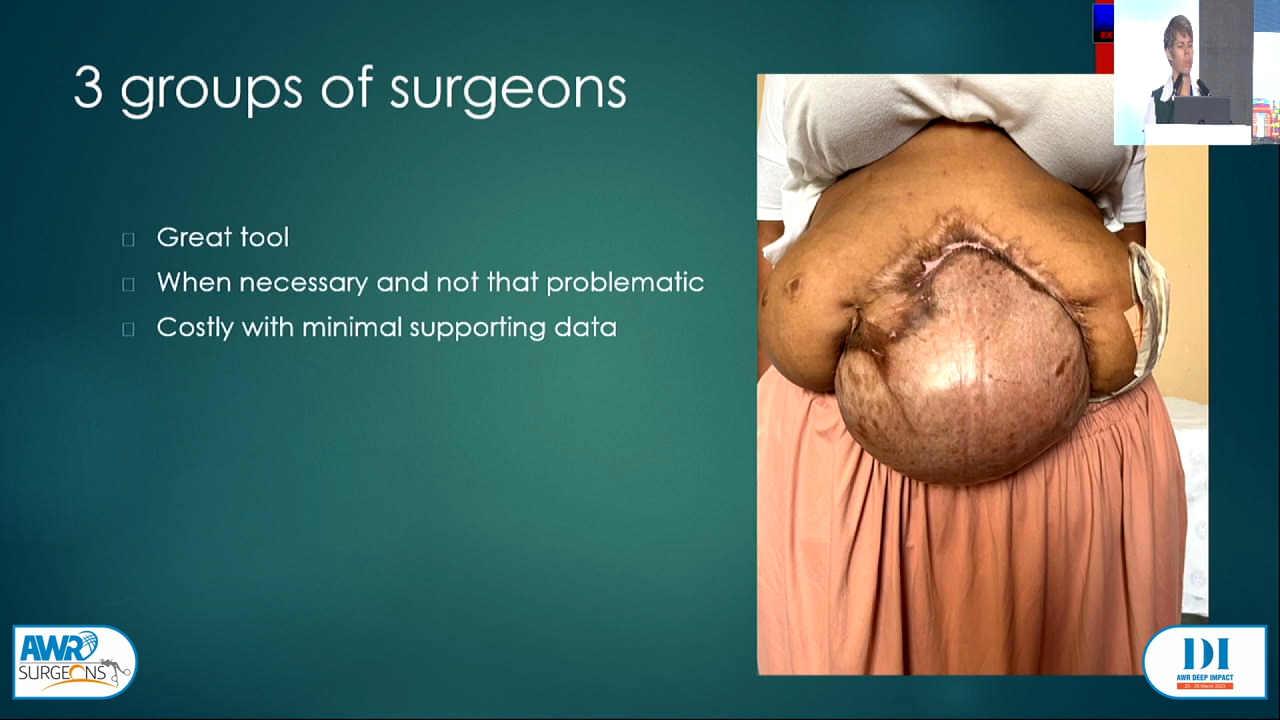 3 groups of surgeons
Great tool
When necessary and not that problematic
Costly with minimal supporting data
AWR
SURGEONS
DI
AWR DEEP IMPACT